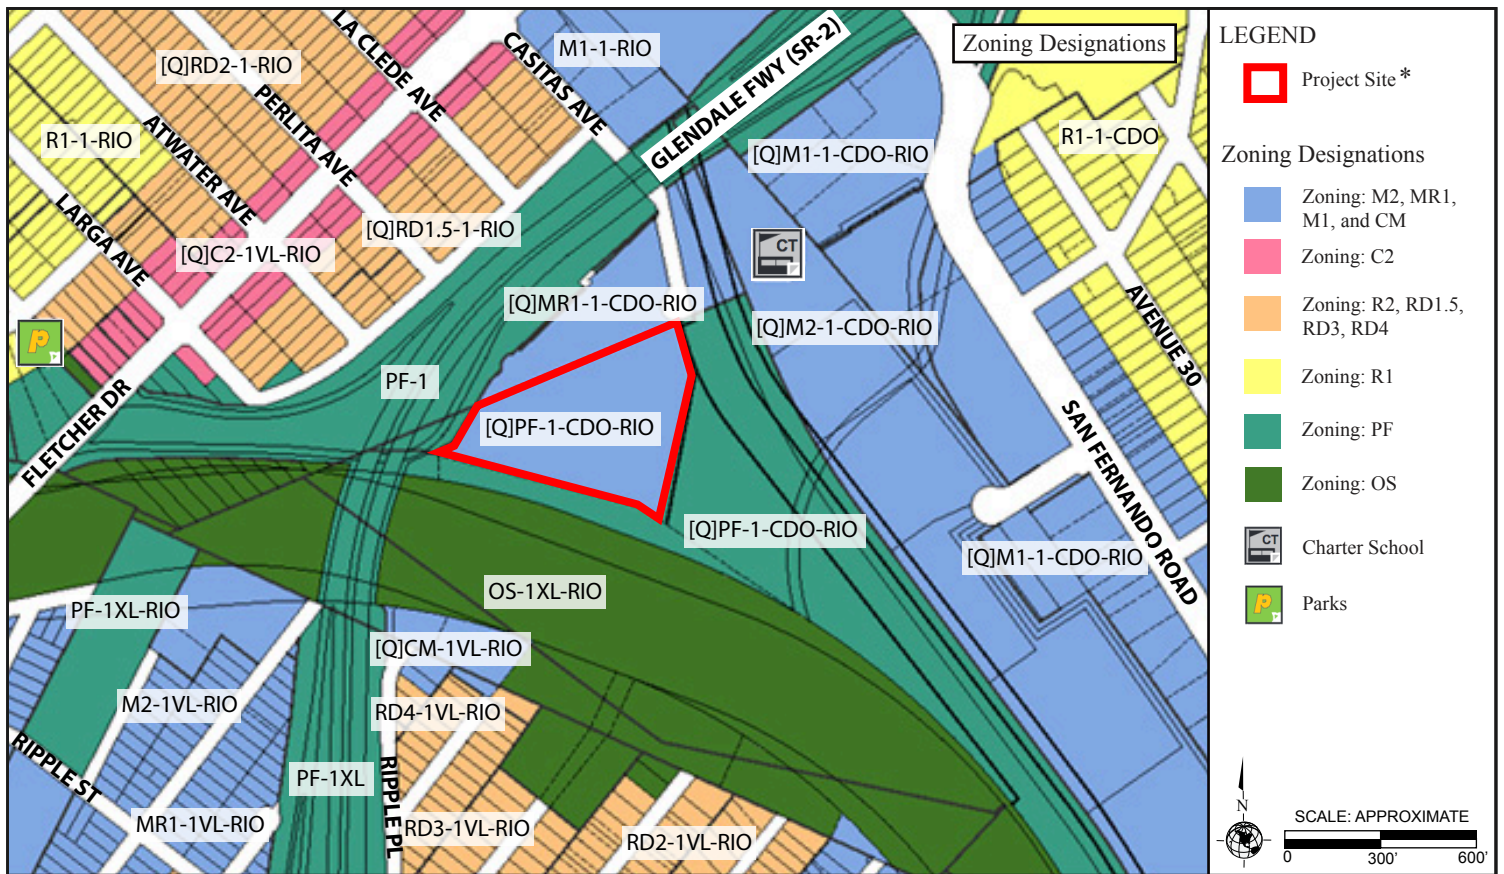 Zoning Designations
M1-1-RIO
LA CLEDE AVE
CASITAS AVE
[Q]RD2-1-RIO
GLENDALE FWY (SR-2)
PERLITA AVE
R1-1-RIO
ATWATER AVE
[Q]M1-1-CDO-RIO
R1-1-CDO
LARGA AVE
[Q]RD1.5-1-RIO
[Q]C2-1VL-RIO
CT
[Q]MR1-1-CDO-RIO
[Q]M2-1-CDO-RIO
AVENUE 30
P
PF-1
FLETCHER DR
[Q]PF-1-CDO-RIO
SAN FERNANDO ROAD
[Q]PF-1-CDO-RIO
[Q]M1-1-CDO-RIO
OS-1XL-RIO
PF-1XL-RIO
[Q]CM-1VL-RIO
M2-1VL-RIO
RD4-1VL-RIO
RIPPLE ST
PF-1XL
RIPPLE PL
MR1-1VL-RIO
RD3-1VL-RIO
RD2-1VL-RIO
LEGEND
Project Site*
Zoning Designations
Zoning: M2, MR1,
M1, and CM
Zoning: C2
Zoning: R2, RD1.5,
RD3, RD4
Zoning: R1
Zoning: PF
Zoning: OS
CT
Charter School
P
Parks
N
SCALE: APPROXIMATE
0 300' 600'